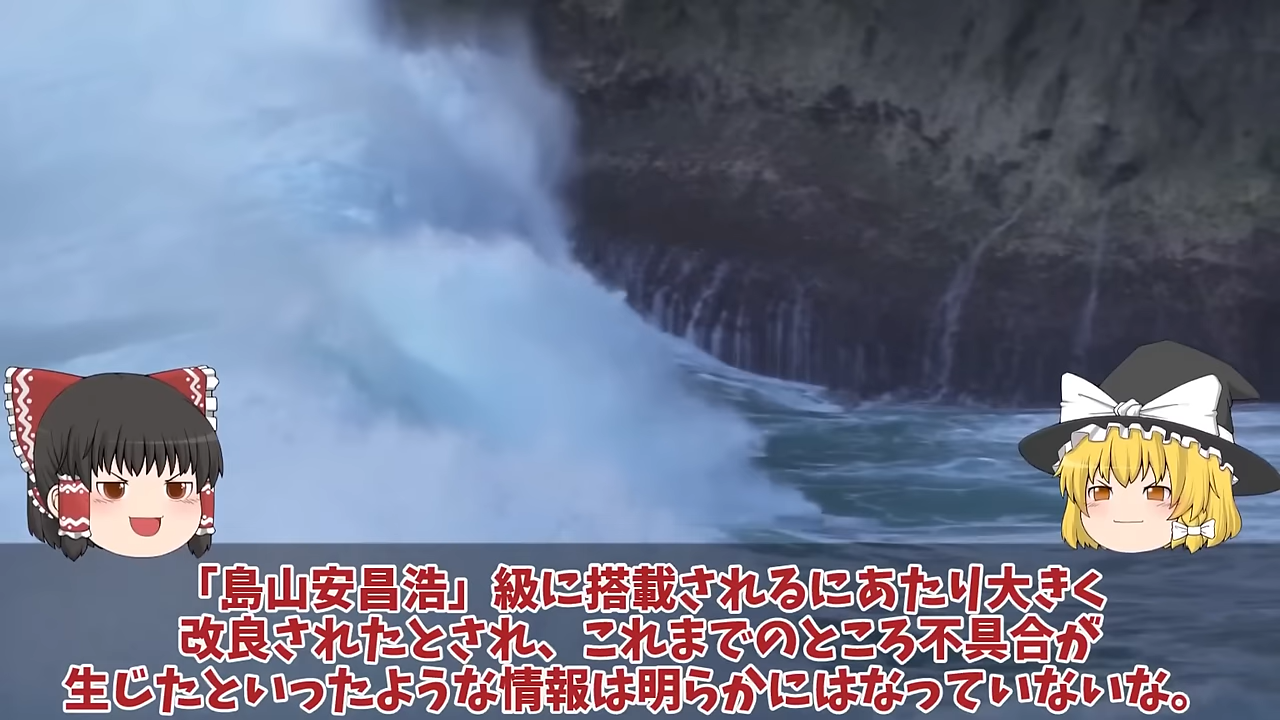 「島山安昌浩」級に搭載されるにあたり大きく
改良されたとされ、これまでのところ不具合が
生じたといったような情報は明らかにはなっていないな。